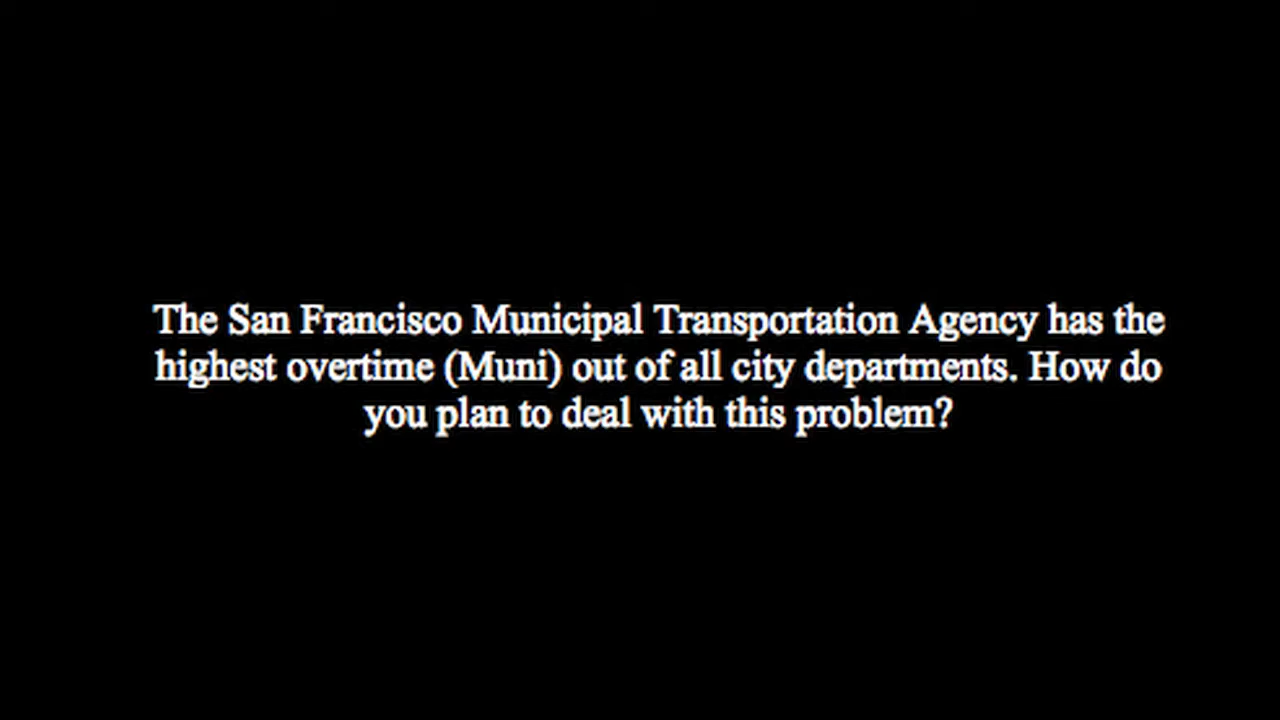 The San Francisco Municipal Transportation Agency has the
highest overtime (Muni) out of all city departments. How do
you plan to deal with this problem?